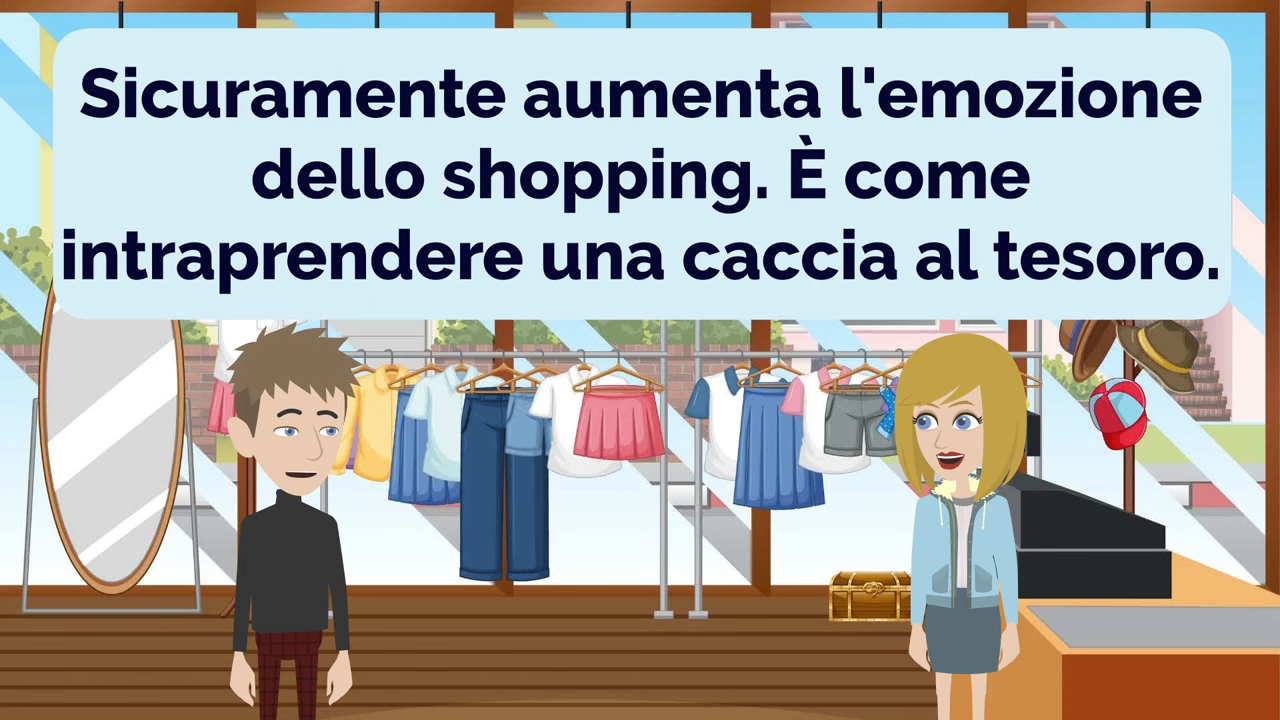 Sicuramente aumenta l'emozione
dello shopping. È come
intraprendere una caccia al tesoro.